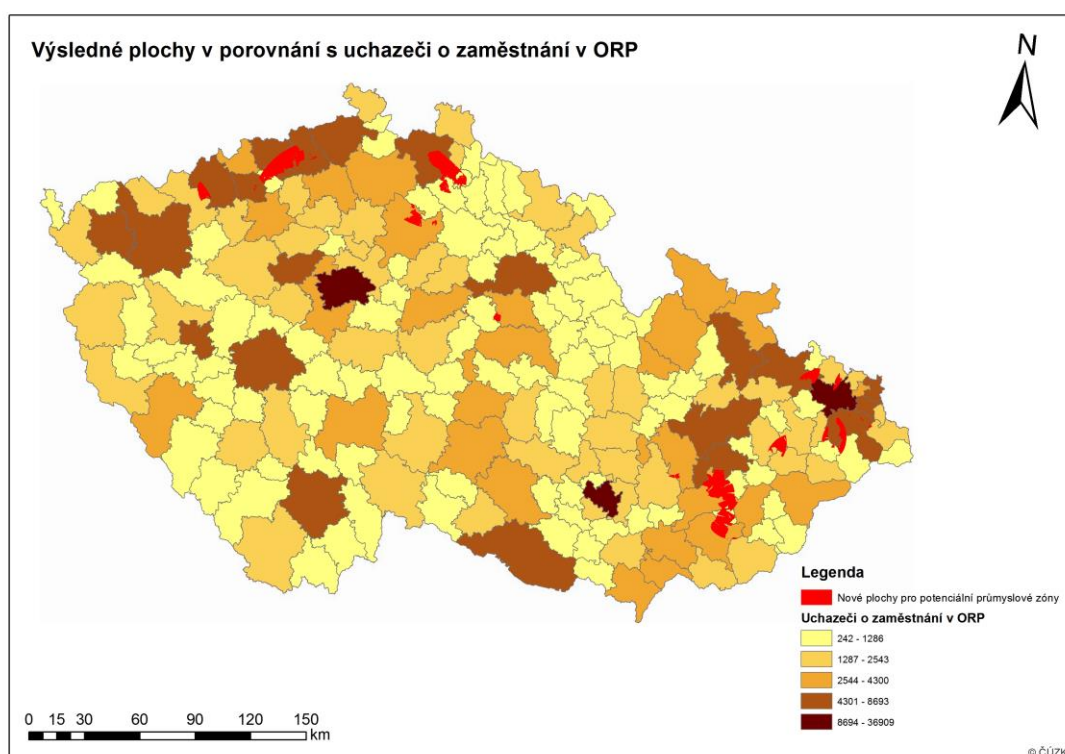 Výsledné plochy v porovnání s uchazeči o zaměstnání v ORP
N
Legenda
Nové plochy pro potenciální průmyslové zóny
Uchazeči o zaměstnání v ORP
242 - 1286
1287 - 2543
2544 - 4300
4301 - 8693
8694 - 36909
0 15 30 60 90 120 150
km
© ČÚZK